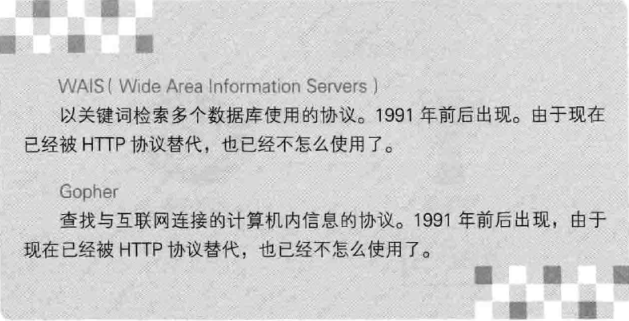 WAIS( Wide Area Information Servers )
以关键词检索多个数据库使用的协议。1991 年前后出现。由于现在
已经被 HTTP 协议替代，也已经不怎么使用了。
Gopher
查找与互联网连接的计算机内信息的协议。1991 年前后出现，由于
现在已经被 HTTP 协议替代，也已经不怎么使用了。